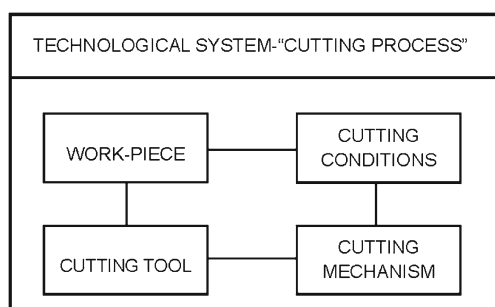 TECHNOLOGICAL SYSTEM-“CUTTING PROCESS”
WORK-PIECE
CUTTING
CONDITIONS
CUTTING TOOL
CUTTING
MECHANISM